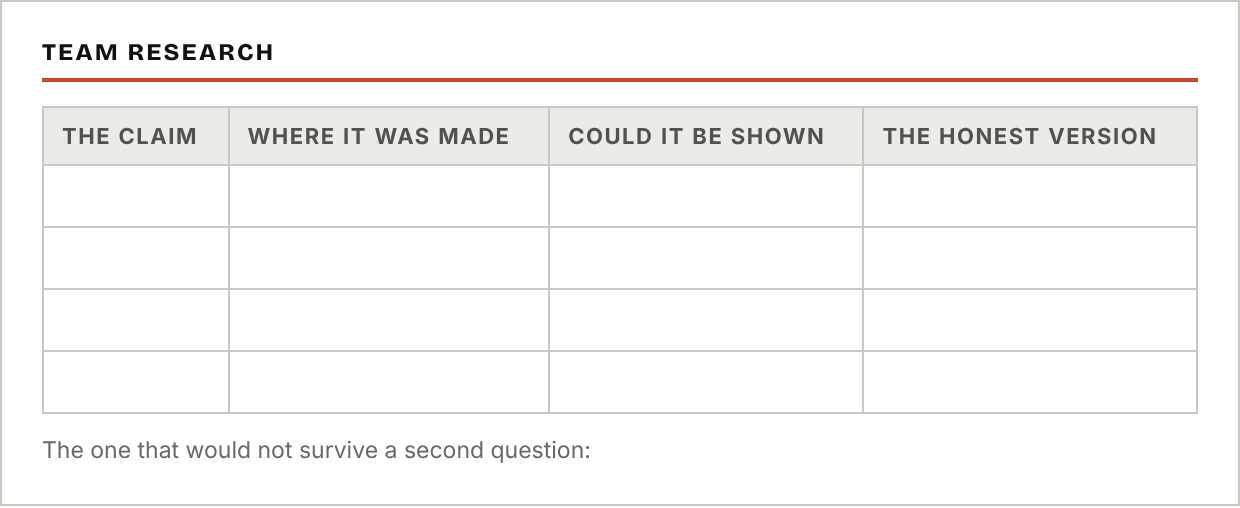 TEAM RESEARCH
THE CLAIM WHERE IT WAS MADE COULD IT BE SHOWN THE HONEST VERSION
The one that would not survive a second question: